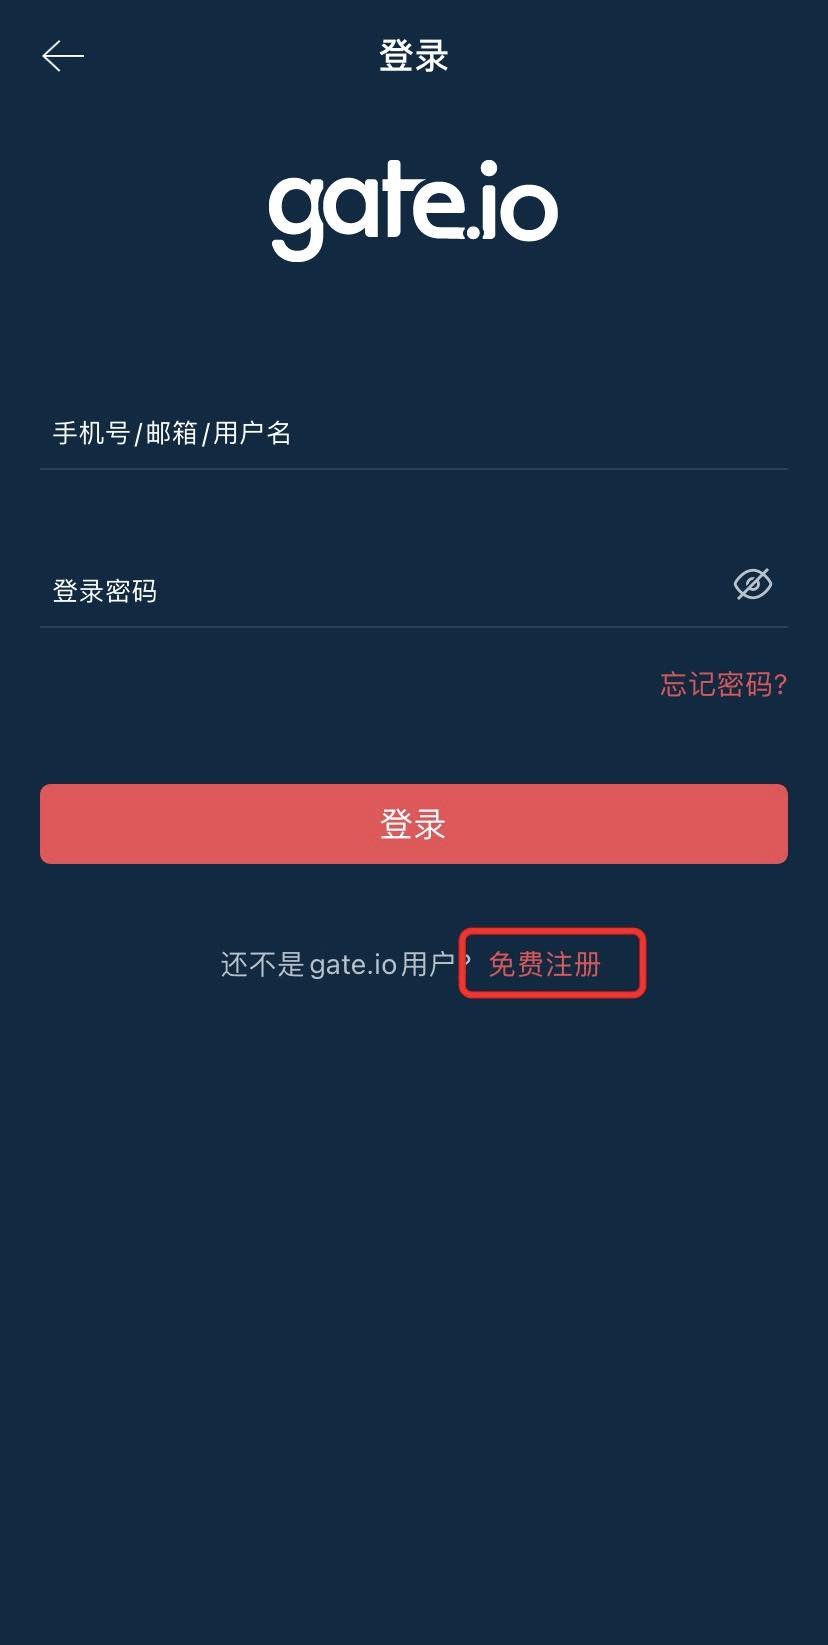 登录
gate.io
手机号/邮箱/用户名
登录密码
忘记密码?
登录
还不是gate.io用户? 免费注册